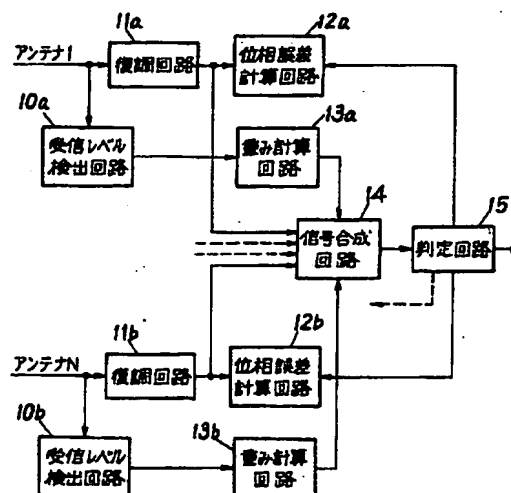 11a
12a
アンテナ1
復調回路
位相誤差
計算回路
10a
13a
受信レベル
検出回路
重み計算
回路
14
15
信号合成
回路
判定回路
11b
12b
アンテナN
復調回路
位相誤差
計算回路
10b
13b
受信レベル
検出回路
重み計算
回路